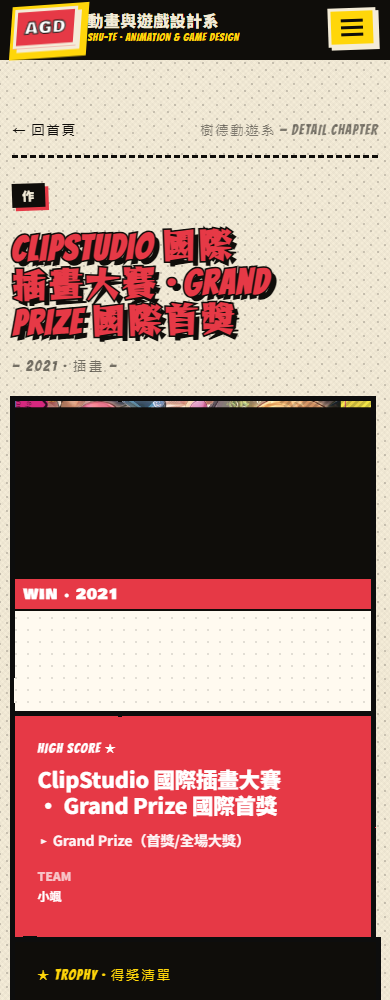 AGD
動畫與遊戲設計系
SHU-TE · ANIMATION & GAME DESIGN
← 回首頁
樹德動遊系 — DETAIL CHAPTER
作
CLIPSTUDIO 國際
插畫大賽・GRAND
PRIZE 國際首獎
— 2021 · 插畫 —
WIN · 2021
HIGH SCORE ★
ClipStudio 國際插畫大賽
・ Grand Prize 國際首獎
▸ Grand Prize（首獎/全場大獎）
TEAM
小颯
★ TROPHY · 得獎清單